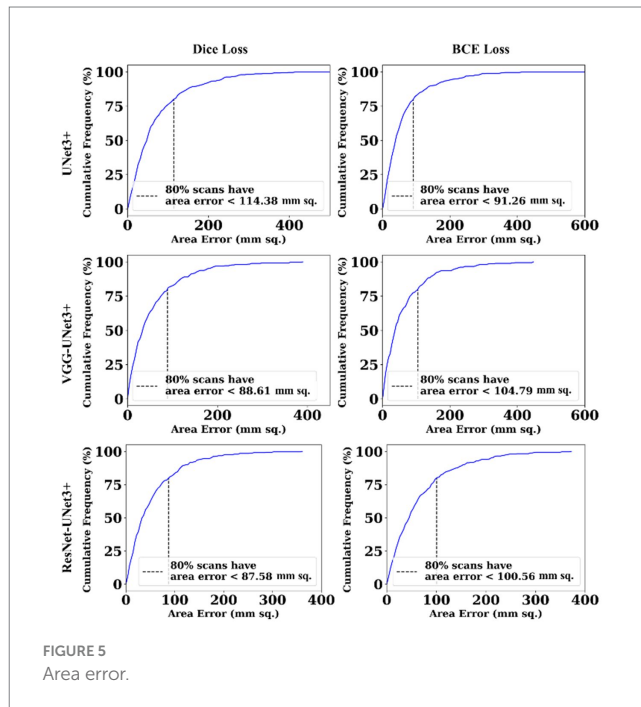 Dice Loss
BCE Loss
UNet3+
Cumulative Frequency (%)
100
75
50
25
0
80% scans have
area error < 114.38 mm sq.
0
200
400
Area Error (mm sq.)
Cumulative Frequency (%)
100
75
50
25
0
80% scans have
area error < 91.26 mm sq.
0
200
400
600
Area Error (mm sq.)
VGG-UNet3+
Cumulative Frequency (%)
100
75
50
25
0
80% scans have
area error < 88.61 mm sq.
0
200
400
Area Error (mm sq.)
Cumulative Frequency (%)
100
75
50
25
0
80% scans have
area error < 104.79 mm sq.
0
200
400
600
Area Error (mm sq.)
ResNet-UNet3+
Cumulative Frequency (%)
100
75
50
25
0
80% scans have
area error < 87.58 mm sq.
0
100
200
300
400
Area Error (mm sq.)
Cumulative Frequency (%)
100
75
50
25
0
80% scans have
area error < 100.56 mm sq.
0
100
200
300
400
Area Error (mm sq.)
FIGURE 5
Area error.